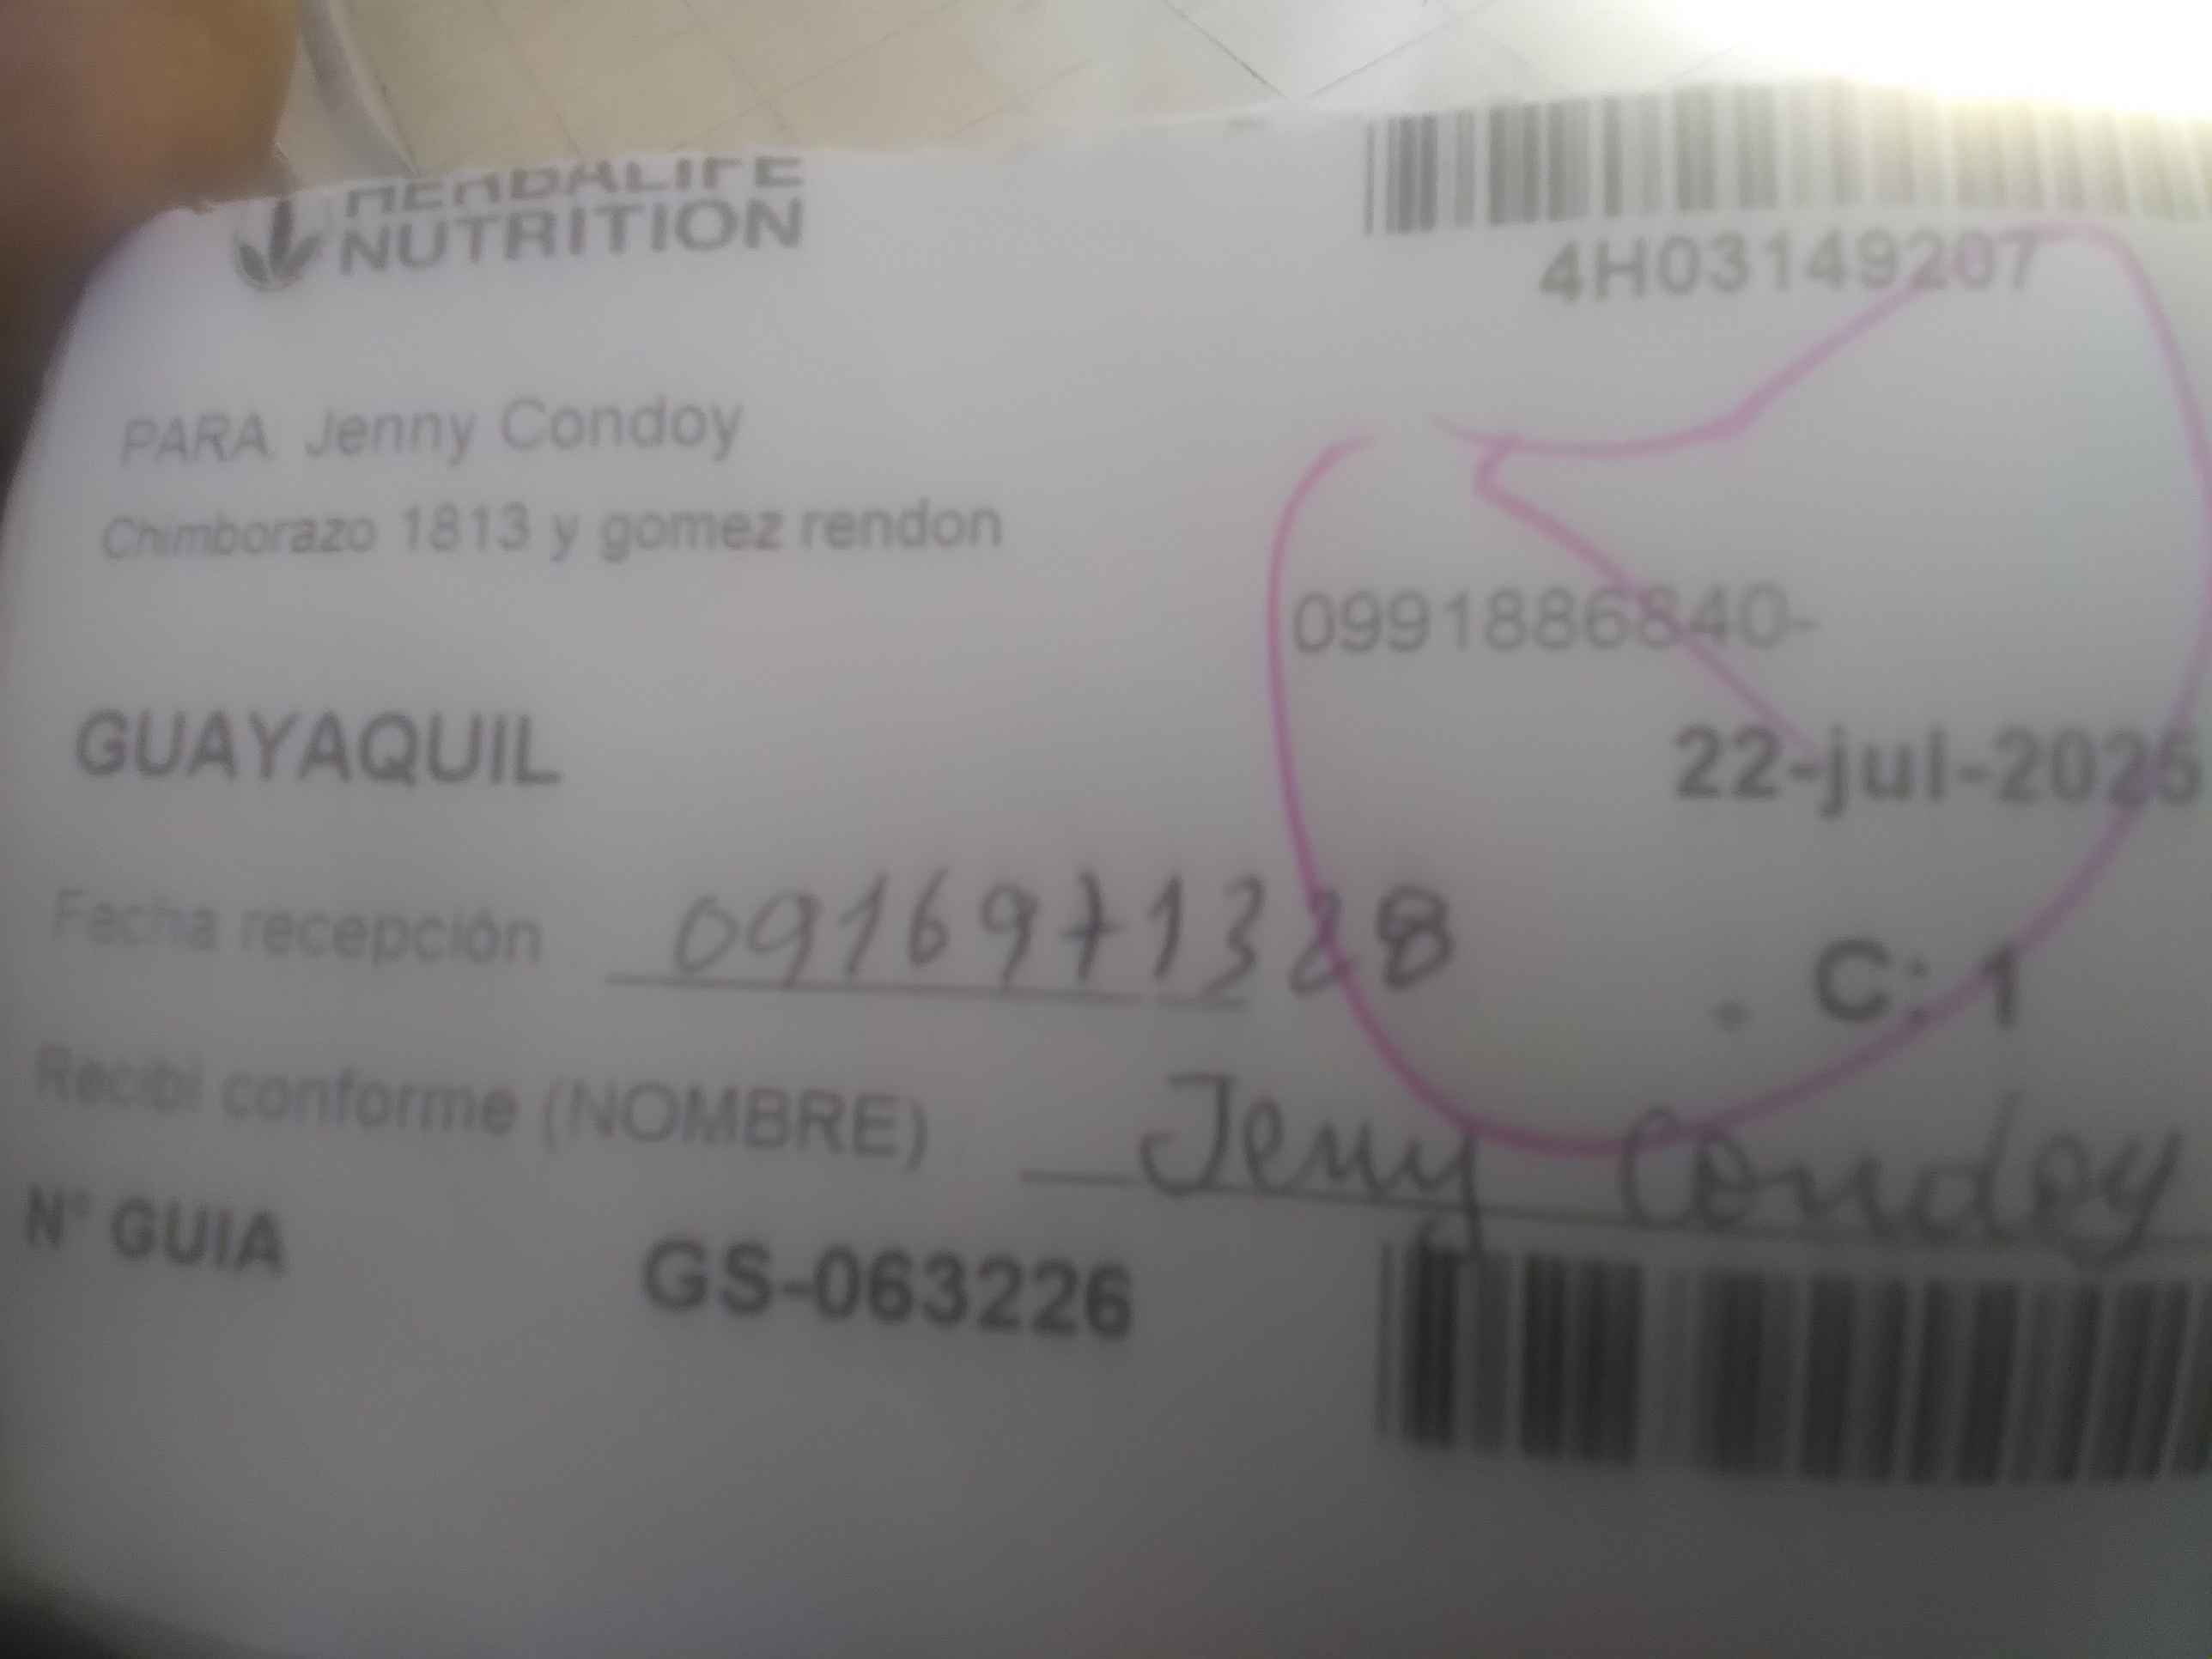 HERBALIFE
NUTRITION
4H03149207
PARA Jenny Condoy
Chimborazo 1813 y gomez rendon
0991886840-
GUAYAQUIL
22-jul-2025
Fecha recepción 0916971328
. C: 1
Recibi conforme (NOMBRE) Jenny Condoy
N° GUIA GS-063226